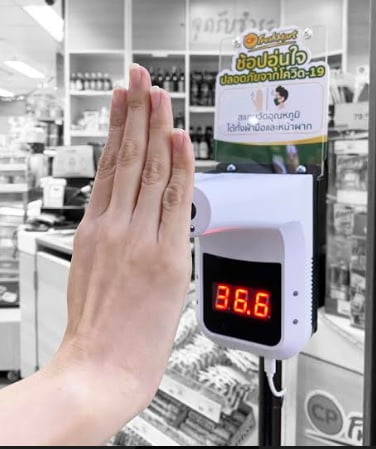 CP freshMart
ช้อปอุ่นใจ
ปลอดภัยจากโควิด-19
สแกนวัดอุณหภูมิ
ได้ทั้งฝ่ามือและหน้าผาก
36.6
CP